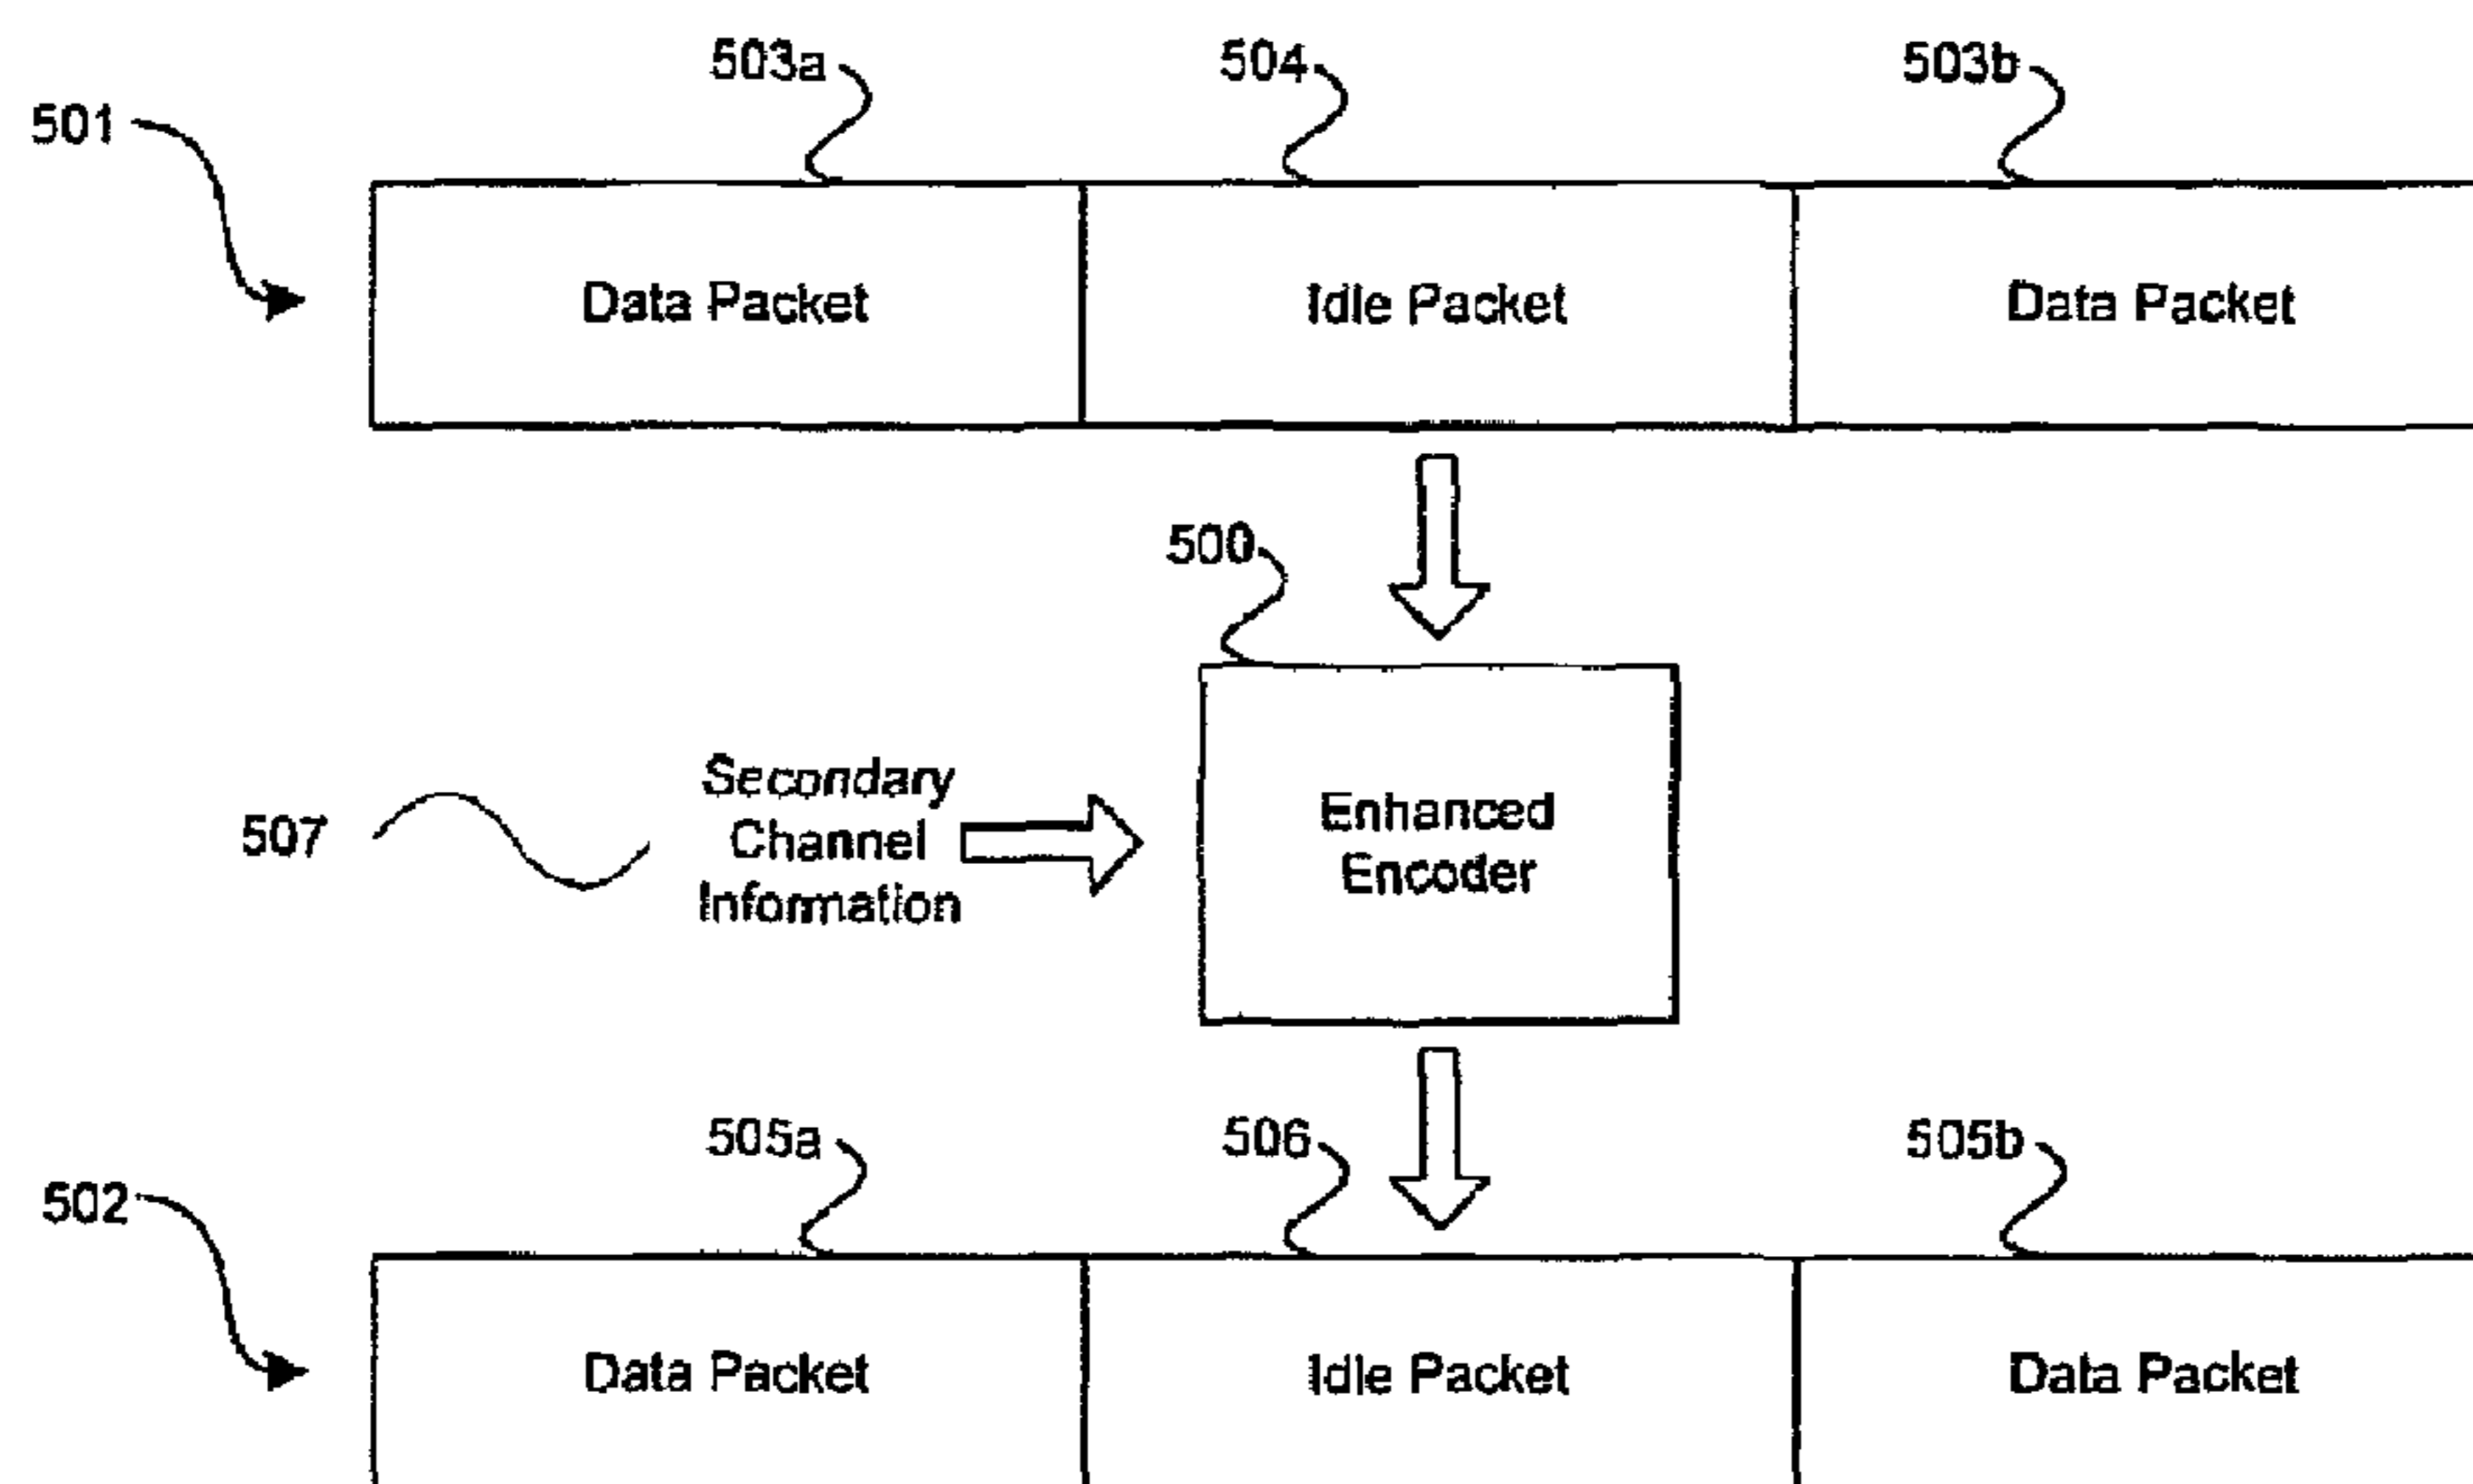 503a 504 503b
501
Data Packet Idle Packet Data Packet
500
Secondary
Channel
Information
507
Enhanced
Encoder
505a 506 505b
502
Data Packet Idle Packet Data Packet